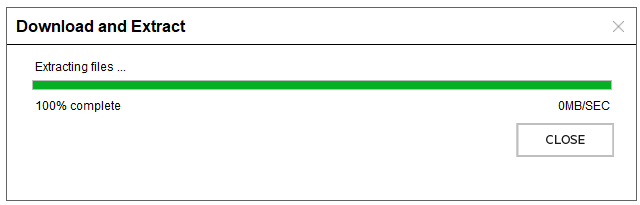 Download and Extract
Extracting files ...
100% complete
0MB/SEC
CLOSE